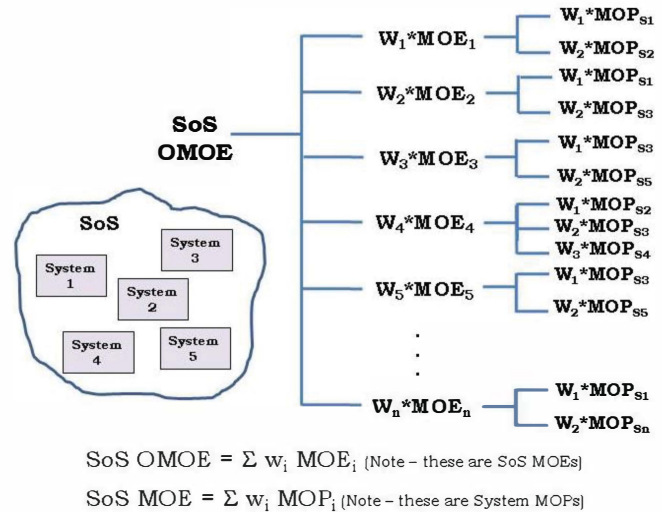 SoS
OMOE
W₁*MOE₁
W₁*MOPₛ₁
W₂*MOPₛ₂
W₂*MOE₂
W₁*MOPₛ₁
W₂*MOPₛ₃
W₃*MOE₃
W₁*MOPₛ₃
W₂*MOPₛ₅
W₄*MOE₄
W₁*MOPₛ₂
W₂*MOPₛ₃
W₃*MOPₛ₄
W₅*MOE₅
W₁*MOPₛ₃
W₂*MOPₛ₅
.
.
.
Wₙ*MOEₙ
W₁*MOPₛ₁
W₂*MOPₛₙ
SoS
System
1
System
2
System
3
System
4
System
5
SoS OMOE = Σ wᵢ MOEᵢ (Note – these are SoS MOEs)
SoS MOE = Σ wᵢ MOPᵢ (Note – these are System MOPs)